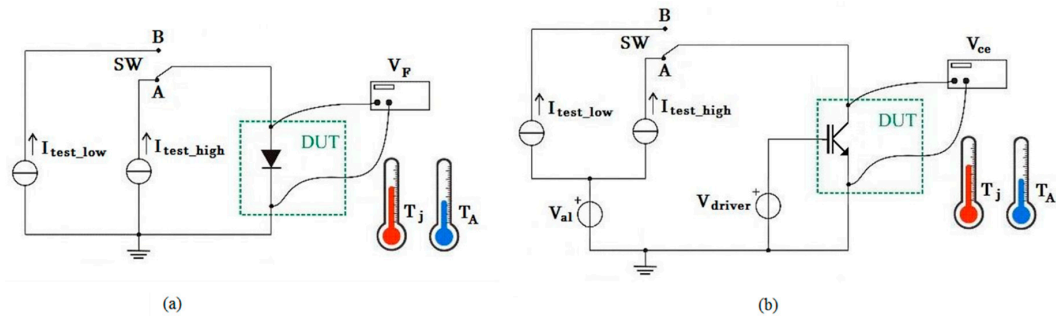 B
SW
A
V_F
I_test_low
I_test_high
DUT
T_j
T_A
(a)
B
SW
A
V_ce
I_test_low
I_test_high
DUT
V_al
+
V_driver
+
T_j
T_A
(b)